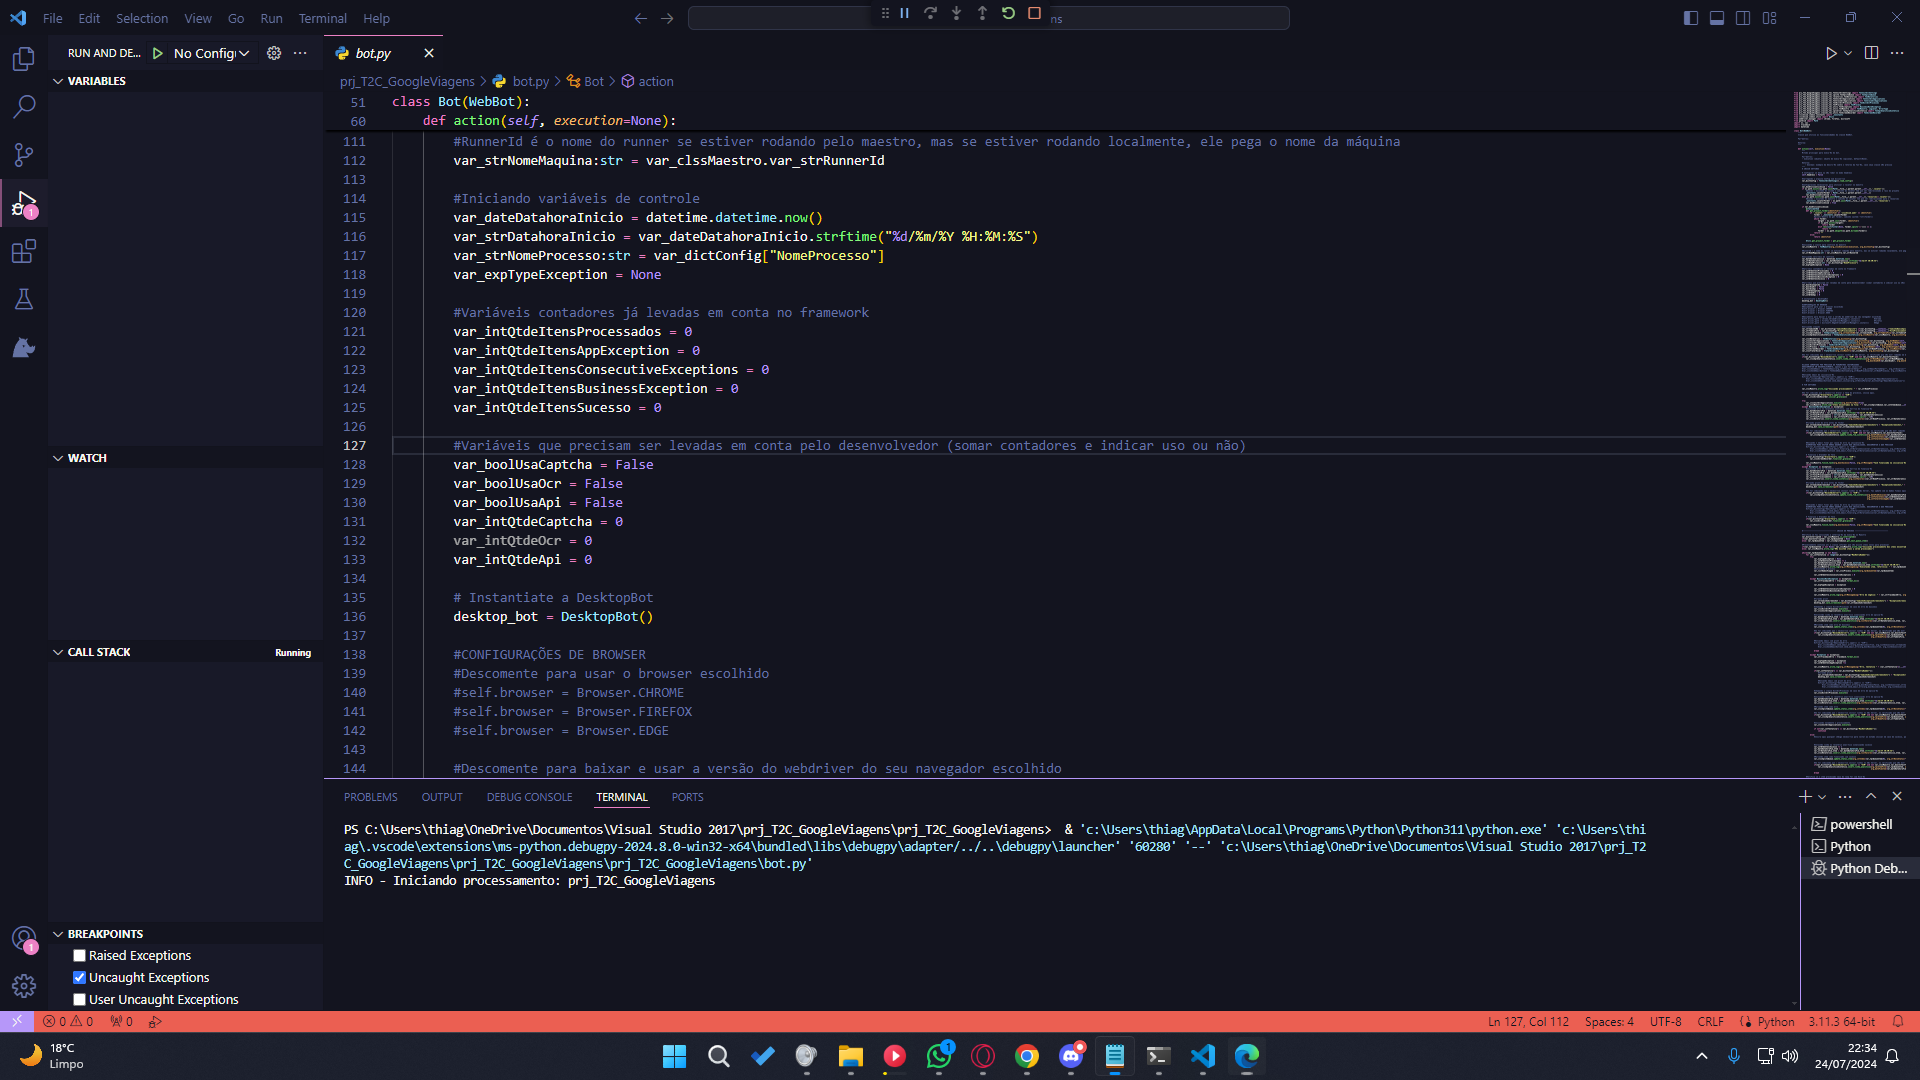 File Edit Selection View Go Run Terminal Help
ns
RUN AND DE... No Config
bot.py
VARIABLES
WATCH
CALL STACK Running
BREAKPOINTS
Raised Exceptions
Uncaught Exceptions
User Uncaught Exceptions
prj_T2C_GoogleViagens > bot.py > Bot > action
51 class Bot(WebBot):
60 def action(self, execution=None):
111 #RunnerId é o nome do runner se estiver rodando pelo maestro, mas se estiver rodando localmente, ele pega o nome da máquina
112 var_strNomeMaquina:str = var_clssMaestro.var_strRunnerId
113
114 #Iniciando variáveis de controle
115 var_dateDatahoraInicio = datetime.datetime.now()
116 var_strDatahoraInicio = var_dateDatahoraInicio.strftime("%d/%m/%Y %H:%M:%S")
117 var_strNomeProcesso:str = var_dictConfig["NomeProcesso"]
118 var_expTypeException = None
119
120 #Variáveis contadores já levadas em conta no framework
121 var_intQtdeItensProcessados = 0
122 var_intQtdeItensAppException = 0
123 var_intQtdeItensConsecutiveExceptions = 0
124 var_intQtdeItensBusinessException = 0
125 var_intQtdeItensSucesso = 0
126
127 #Variáveis que precisam ser levadas em conta pelo desenvolvedor (somar contadores e indicar uso ou não)
128 var_boolUsaCaptcha = False
129 var_boolUsaOcr = False
130 var_boolUsaApi = False
131 var_intQtdeCaptcha = 0
132 var_intQtdeOcr = 0
133 var_intQtdeApi = 0
134
135 # Instantiate a DesktopBot
136 desktop_bot = DesktopBot()
137
138 #CONFIGURAÇÕES DE BROWSER
139 #Descomente para usar o browser escolhido
140 #self.browser = Browser.CHROME
141 #self.browser = Browser.FIREFOX
142 #self.browser = Browser.EDGE
143
144 #Descomente para baixar e usar a versão do webdriver do seu navegador escolhido
PROBLEMS OUTPUT DEBUG CONSOLE TERMINAL PORTS
PS C:\Users\thiag\OneDrive\Documentos\Visual Studio 2017\prj_T2C_GoogleViagens\prj_T2C_GoogleViagens> & 'c:\Users\thiag\AppData\Local\Programs\Python\Python311\python.exe' 'c:\Users\thi
ag\.vscode\extensions\ms-python.debugpy-2024.8.0-win32-x64\bundled\libs\debugpy\adapter/../..\debugpy\launcher' '60280' '--' 'c:\Users\thiag\OneDrive\Documentos\Visual Studio 2017\prj_T2
C_GoogleViagens\prj_T2C_GoogleViagens\prj_T2C_GoogleViagens\bot.py'
INFO - Iniciando processamento: prj_T2C_GoogleViagens
powershell
Python
Python Deb...
1
1
0 0 0
Ln 127, Col 112 Spaces: 4 UTF-8 CRLF Python 3.11.3 64-bit
18°C
Limpo
1
22:34
24/07/2024